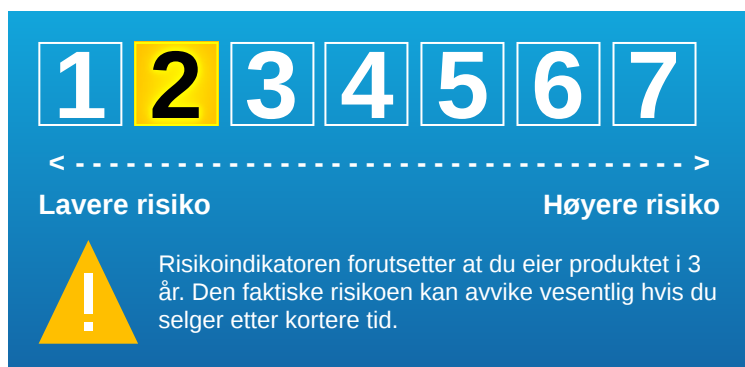 1 2 3 4 5 6 7
< - - - - - - - - - - - - - - - - - - - - - - - - - - - - - - - - - - - - >
Lavere risiko Høyere risiko
!
Risikoindikatoren forutsetter at du eier produktet i 3
år. Den faktiske risikoen kan avvike vesentlig hvis du
selger etter kortere tid.